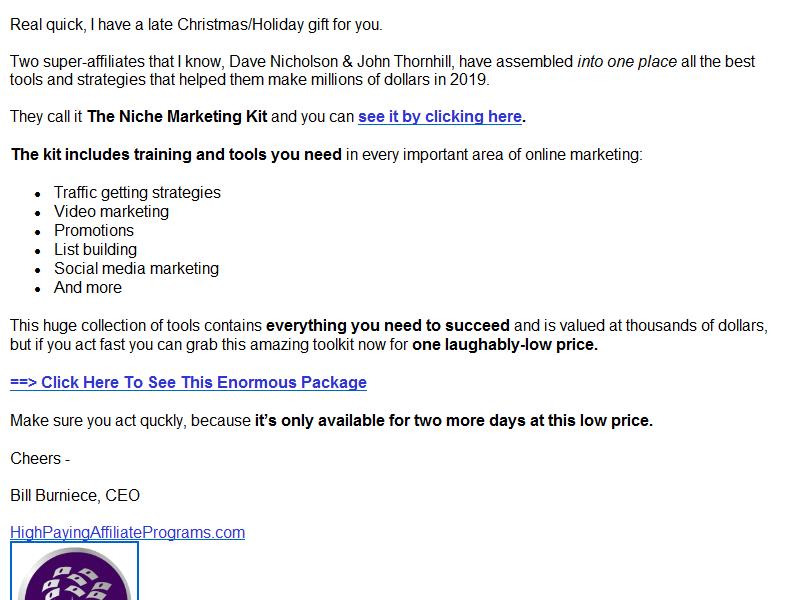 Real quick, I have a late Christmas/Holiday gift for you.
Two super-affiliates that I know, Dave Nicholson & John Thornhill, have assembled into one place all the best
tools and strategies that helped them make millions of dollars in 2019.
They call it The Niche Marketing Kit and you can see it by clicking here.
The kit includes training and tools you need in every important area of online marketing:
• Traffic getting strategies
• Video marketing
• Promotions
• List building
• Social media marketing
• And more
This huge collection of tools contains everything you need to succeed and is valued at thousands of dollars,
but if you act fast you can grab this amazing toolkit now for one laughably-low price.
==> Click Here To See This Enormous Package
Make sure you act quckly, because it’s only available for two more days at this low price.
Cheers -
Bill Burniece, CEO
HighPayingAffiliatePrograms.com